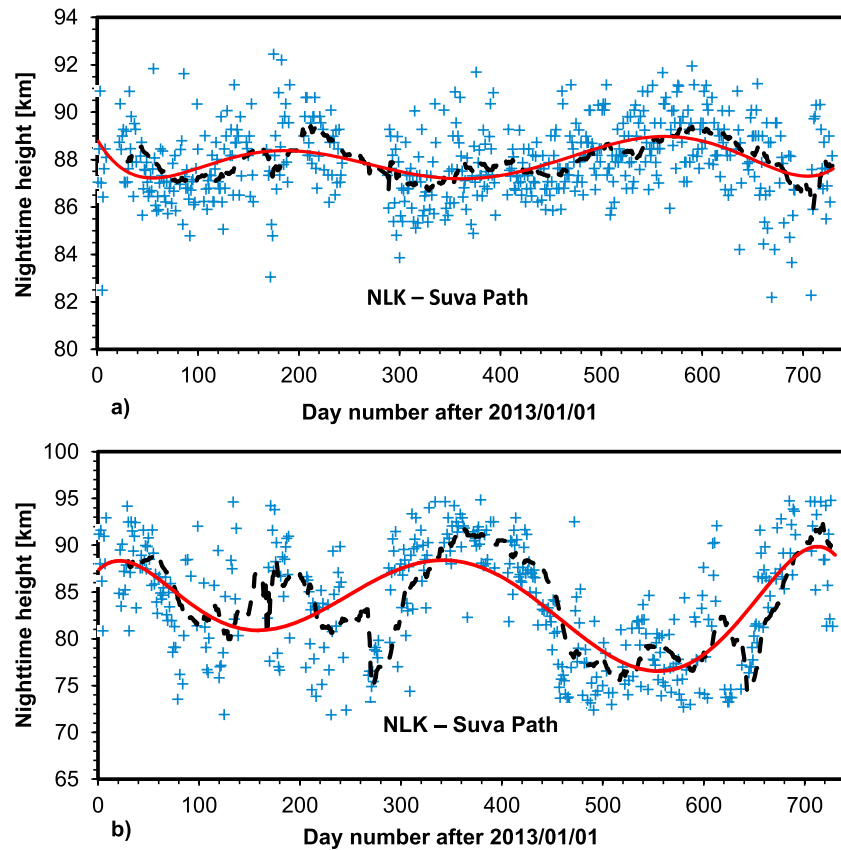 Nighttime height [km]
94
92
90
88
86
84
82
80
NLK – Suva Path
0 100 200 300 400 500 600 700
a)
Day number after 2013/01/01
Nighttime height [km]
100
95
90
85
80
75
70
65
NLK – Suva Path
0 100 200 300 400 500 600 700
b)
Day number after 2013/01/01